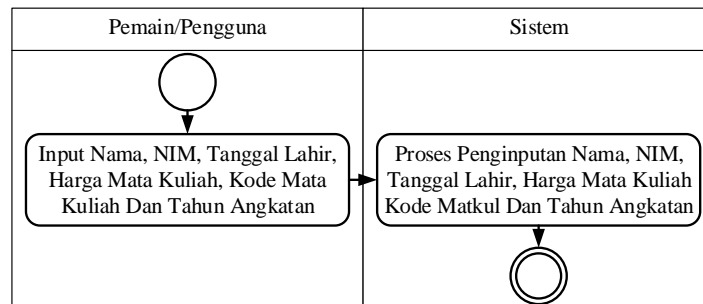 Pemain/Pengguna
Sistem
Input Nama, NIM, Tanggal Lahir,
Harga Mata Kuliah, Kode Mata
Kuliah Dan Tahun Angkatan
Proses Penginputan Nama, NIM,
Tanggal Lahir, Harga Mata Kuliah
Kode Matkul Dan Tahun Angkatan